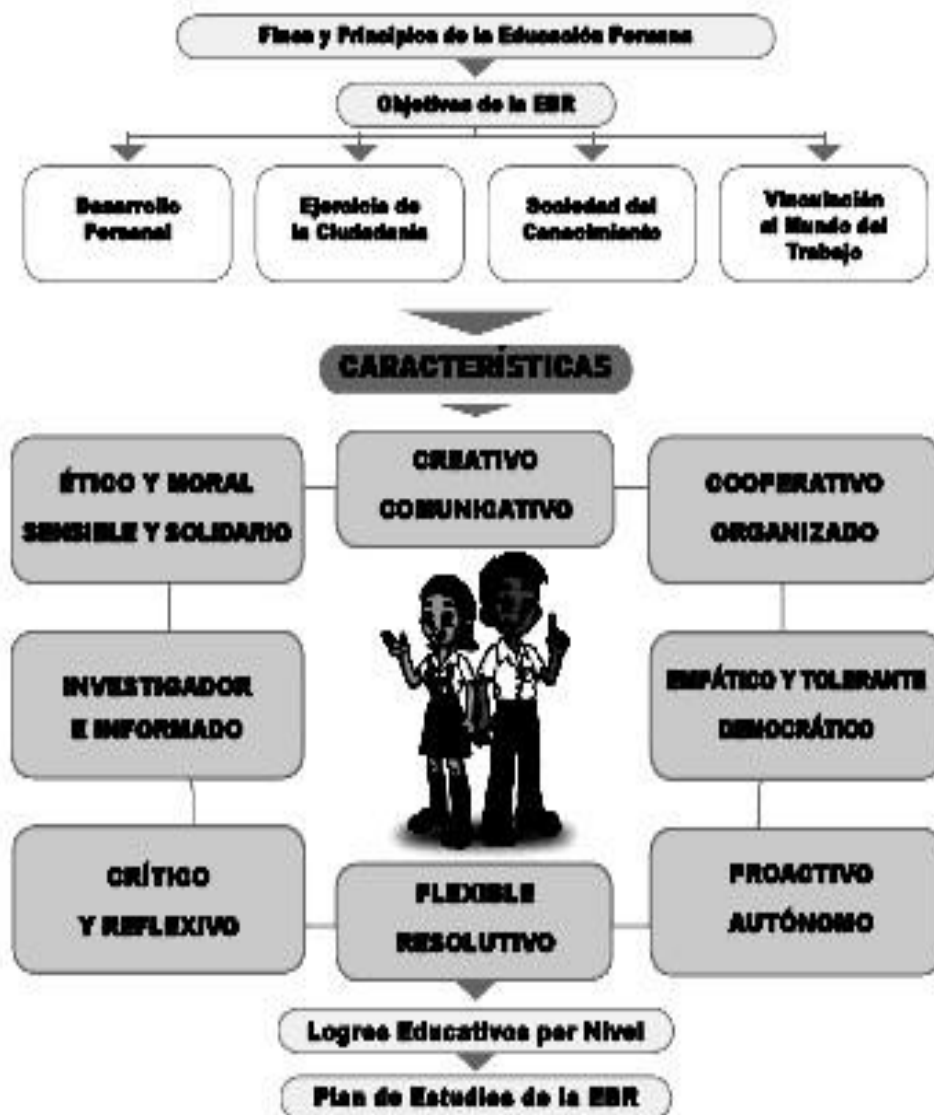 Fines y Principios de la Educación Peruana
Objetivos de la EBR
Desarrollo
Personal
Ejercicio de
la Ciudadanía
Sociedad del
Conocimiento
Vinculación
al Mundo del
Trabajo
CARACTERÍSTICAS
ÉTICO Y MORAL
SENSIBLE Y SOLIDARIO
CREATIVO
COMUNICATIVO
COOPERATIVO
ORGANIZADO
INVESTIGADOR
E INFORMADO
EMPÁTICO Y TOLERANTE
DEMOCRÁTICO
CRÍTICO
Y REFLEXIVO
FLEXIBLE
RESOLUTIVO
PROACTIVO
AUTÓNOMO
Logros Educativos por Nivel
Plan de Estudios de la EBR